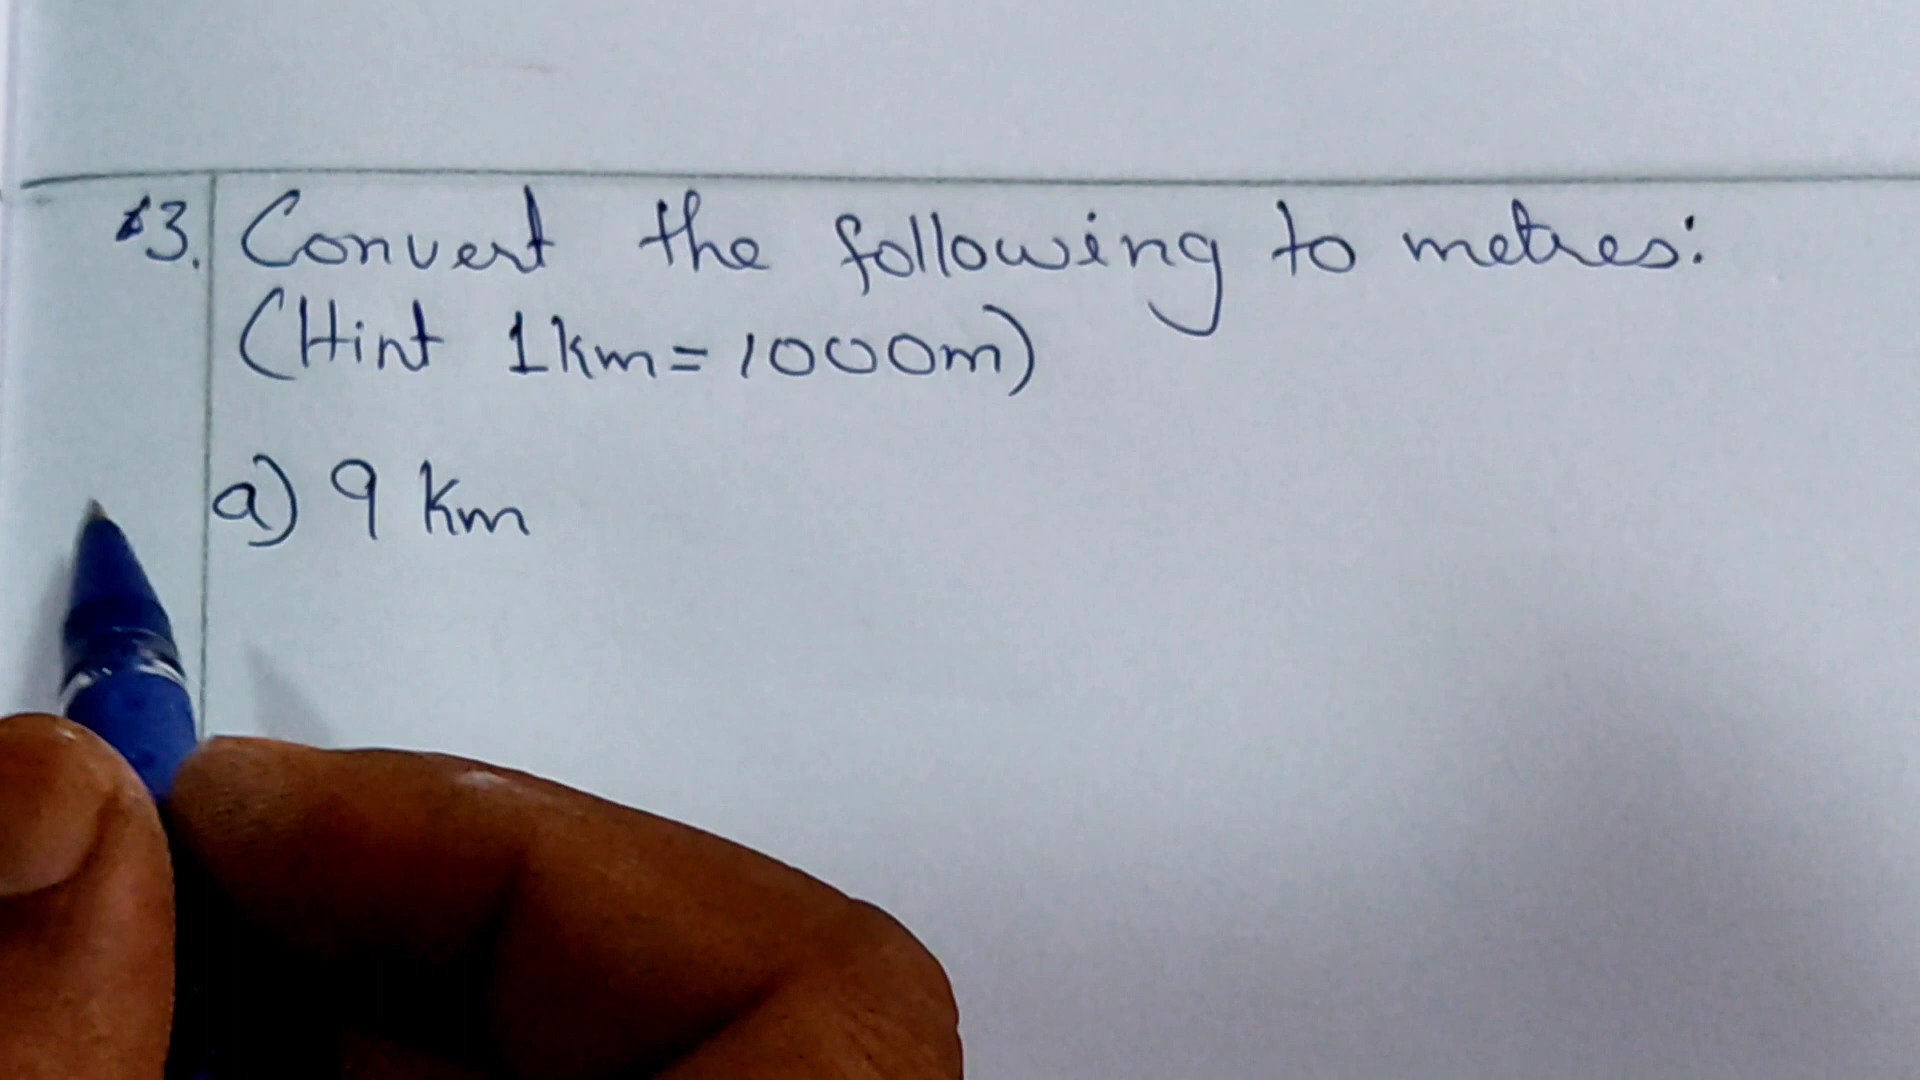 3. Convert the following to metres:
(Hint 1km=1000m)
a) 9 km